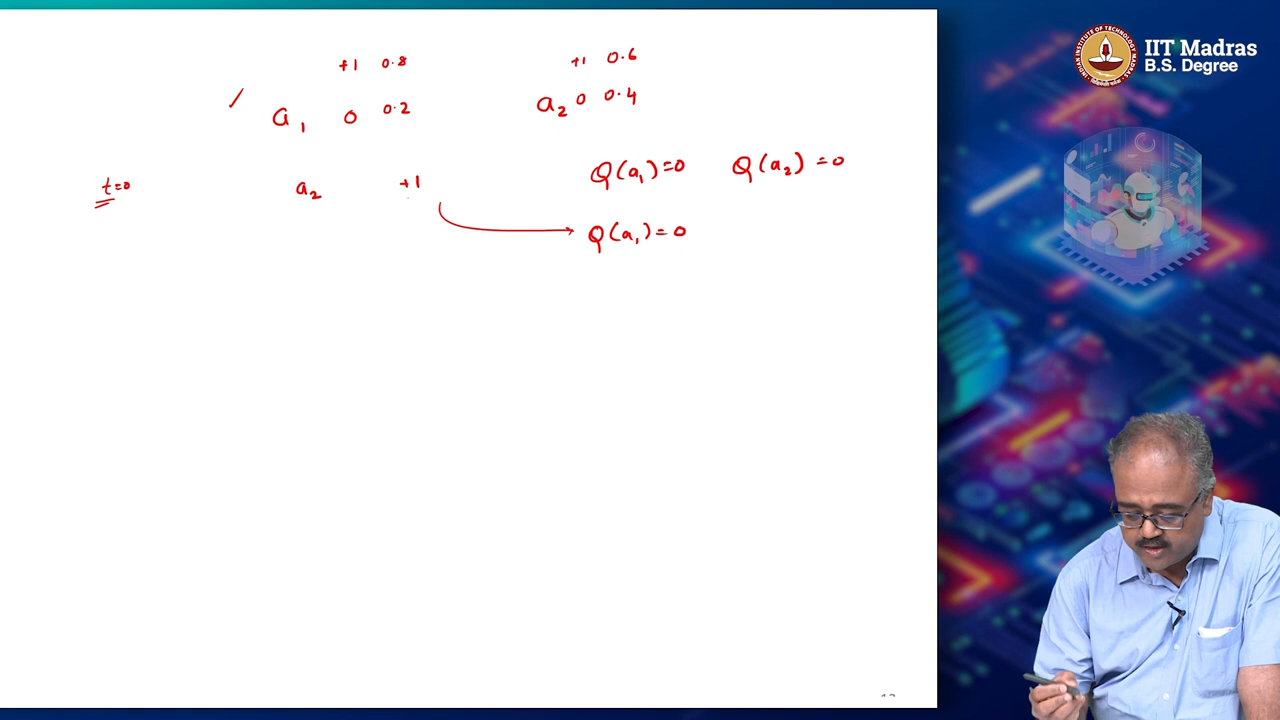 +1 0.8
+1 0.6
a1 0 0.2
a2 0 0.4
Q(a1)=0 Q(a2)=0
t=0 a2 +1
Q(a1)=0
IIT Madras
B.S. Degree